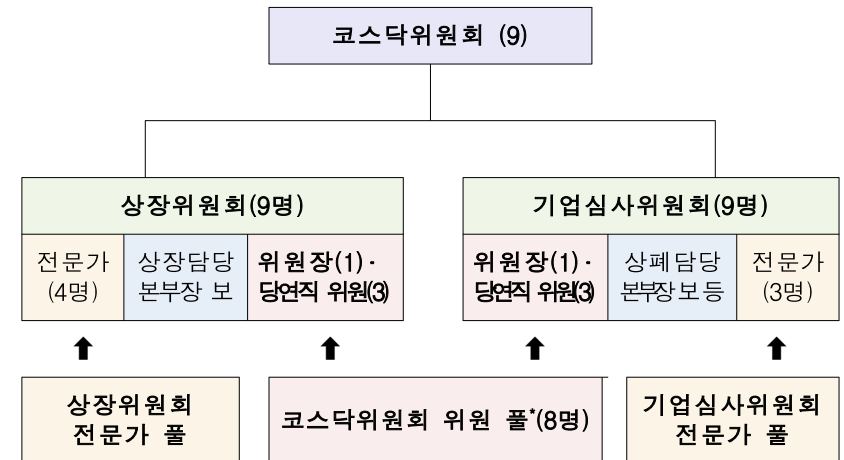 코스닥위원회 (9)
상장위원회(9명)
기업심사위원회(9명)
전문가
(4명)
상장담당
본부장 보
위원장(1)·
당연직 위원(3)
위원장(1)·
당연직 위원(3)
상폐담당
본부장보 등
전문가
(3명)
상장위원회
전문가 풀
코스닥위원회 위원 풀*(8명)
기업심사위원회
전문가 풀